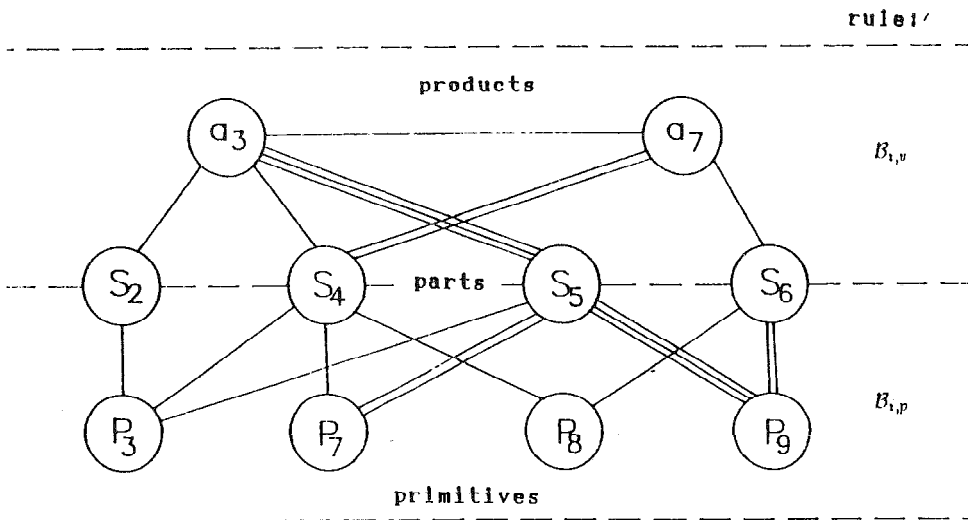 rule:
products
a3 a7
ℬ₁,ᵥ
S2 S4 parts S5 S6
P3 P7 P8 P9
ℬ₁,ₚ
primitives